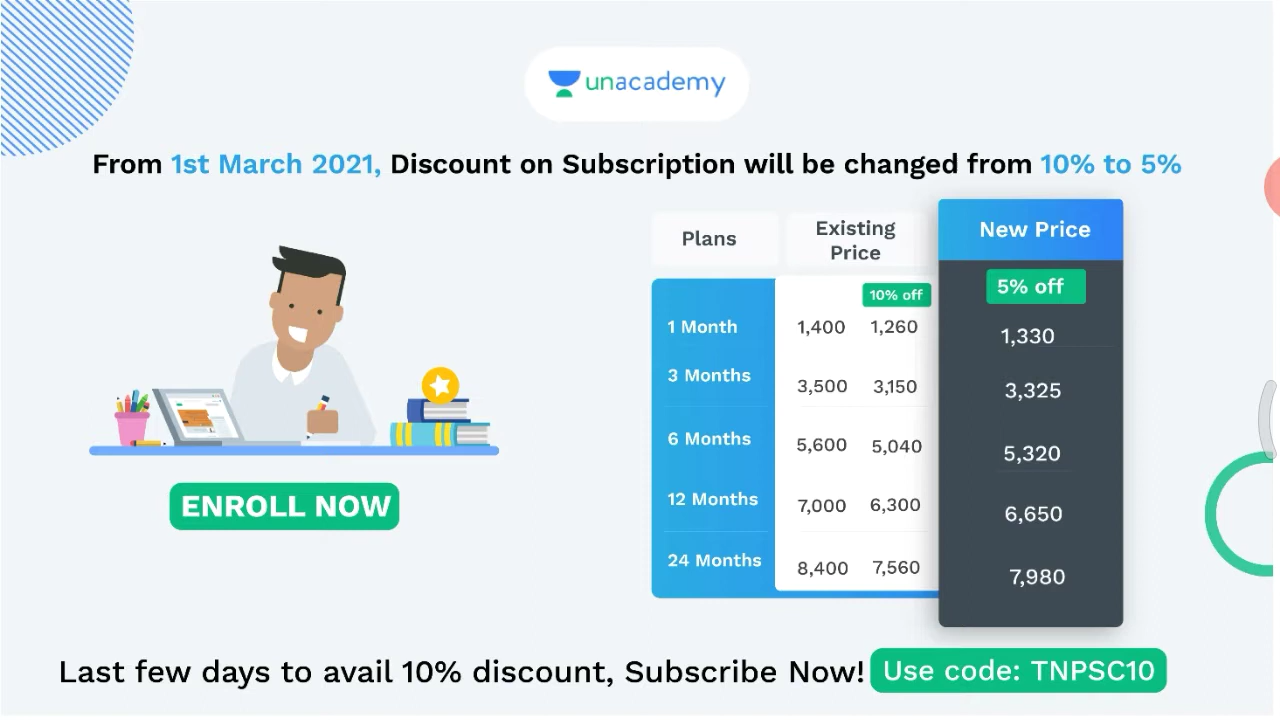 unacademy
From 1st March 2021, Discount on Subscription will be changed from 10% to 5%
Plans Existing Price New Price
10% off 5% off
1 Month 1,400 1,260 1,330
3 Months 3,500 3,150 3,325
6 Months 5,600 5,040 5,320
12 Months 7,000 6,300 6,650
24 Months 8,400 7,560 7,980
ENROLL NOW
Last few days to avail 10% discount, Subscribe Now! Use code: TNPSC10